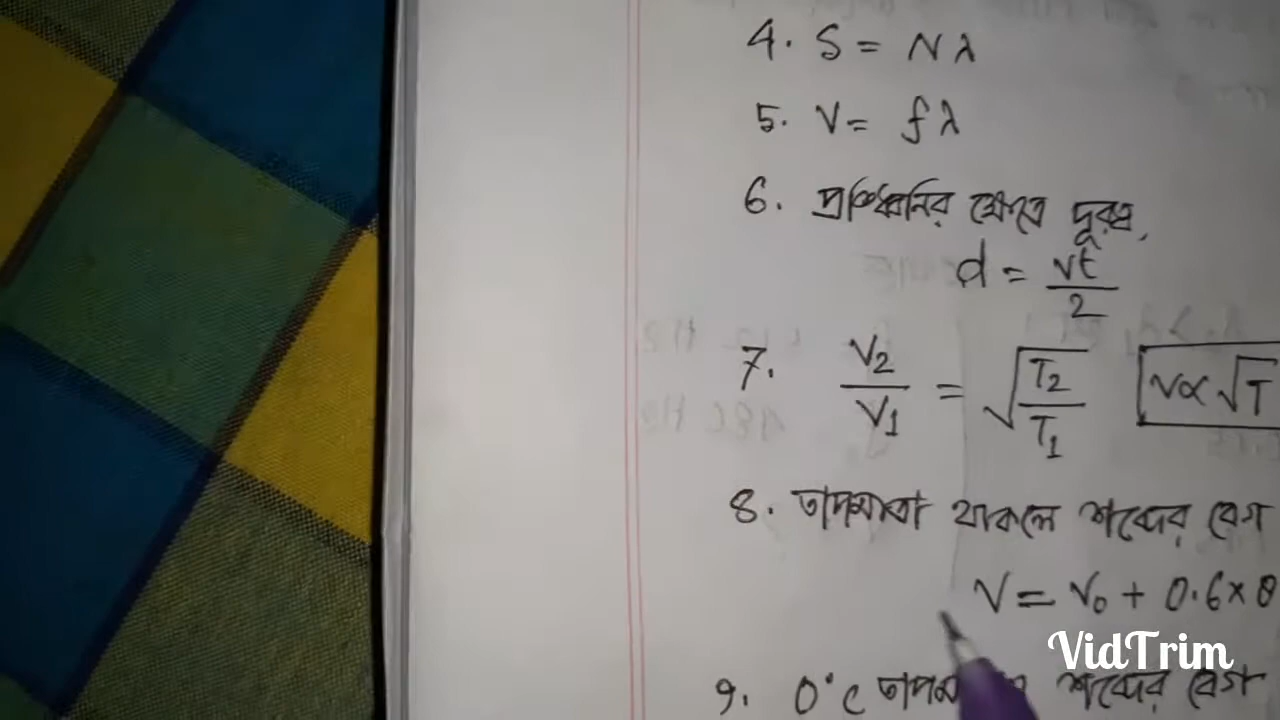 4. S = Nλ
5. V = fλ
6. প্রতিধ্বনির ক্ষেত্রে দূরত্ব,
d = vt/2
7. V2/V1 = √(T2/T1) V∝√T
8. তাপমাত্রা থাকলে শব্দের বেগ
V = V0 + 0.6×θ
VidTrim
9. 0°C শব্দের বেগ